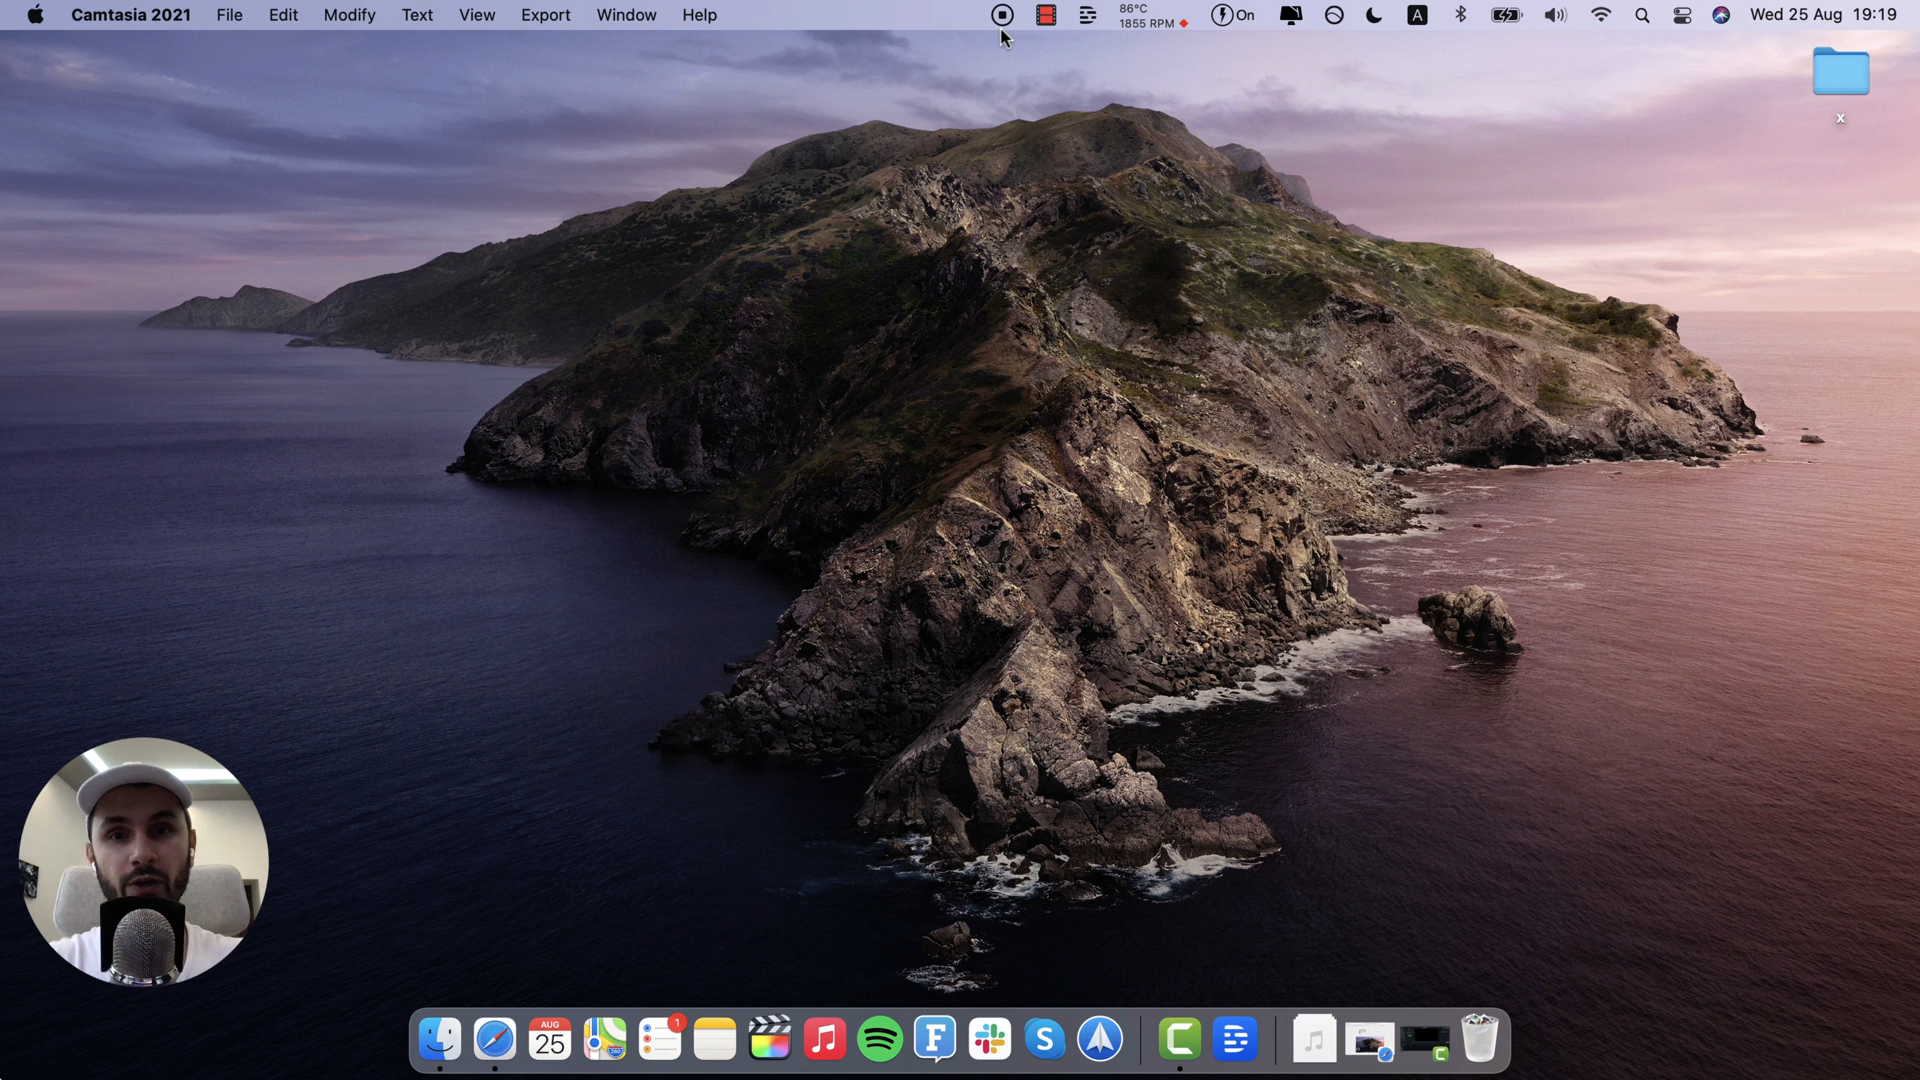 Camtasia 2021 File Edit Modify Text View Export Window Help
86°C
1855 RPM
On
A
Wed 25 Aug 19:19
x
AUG
25
1